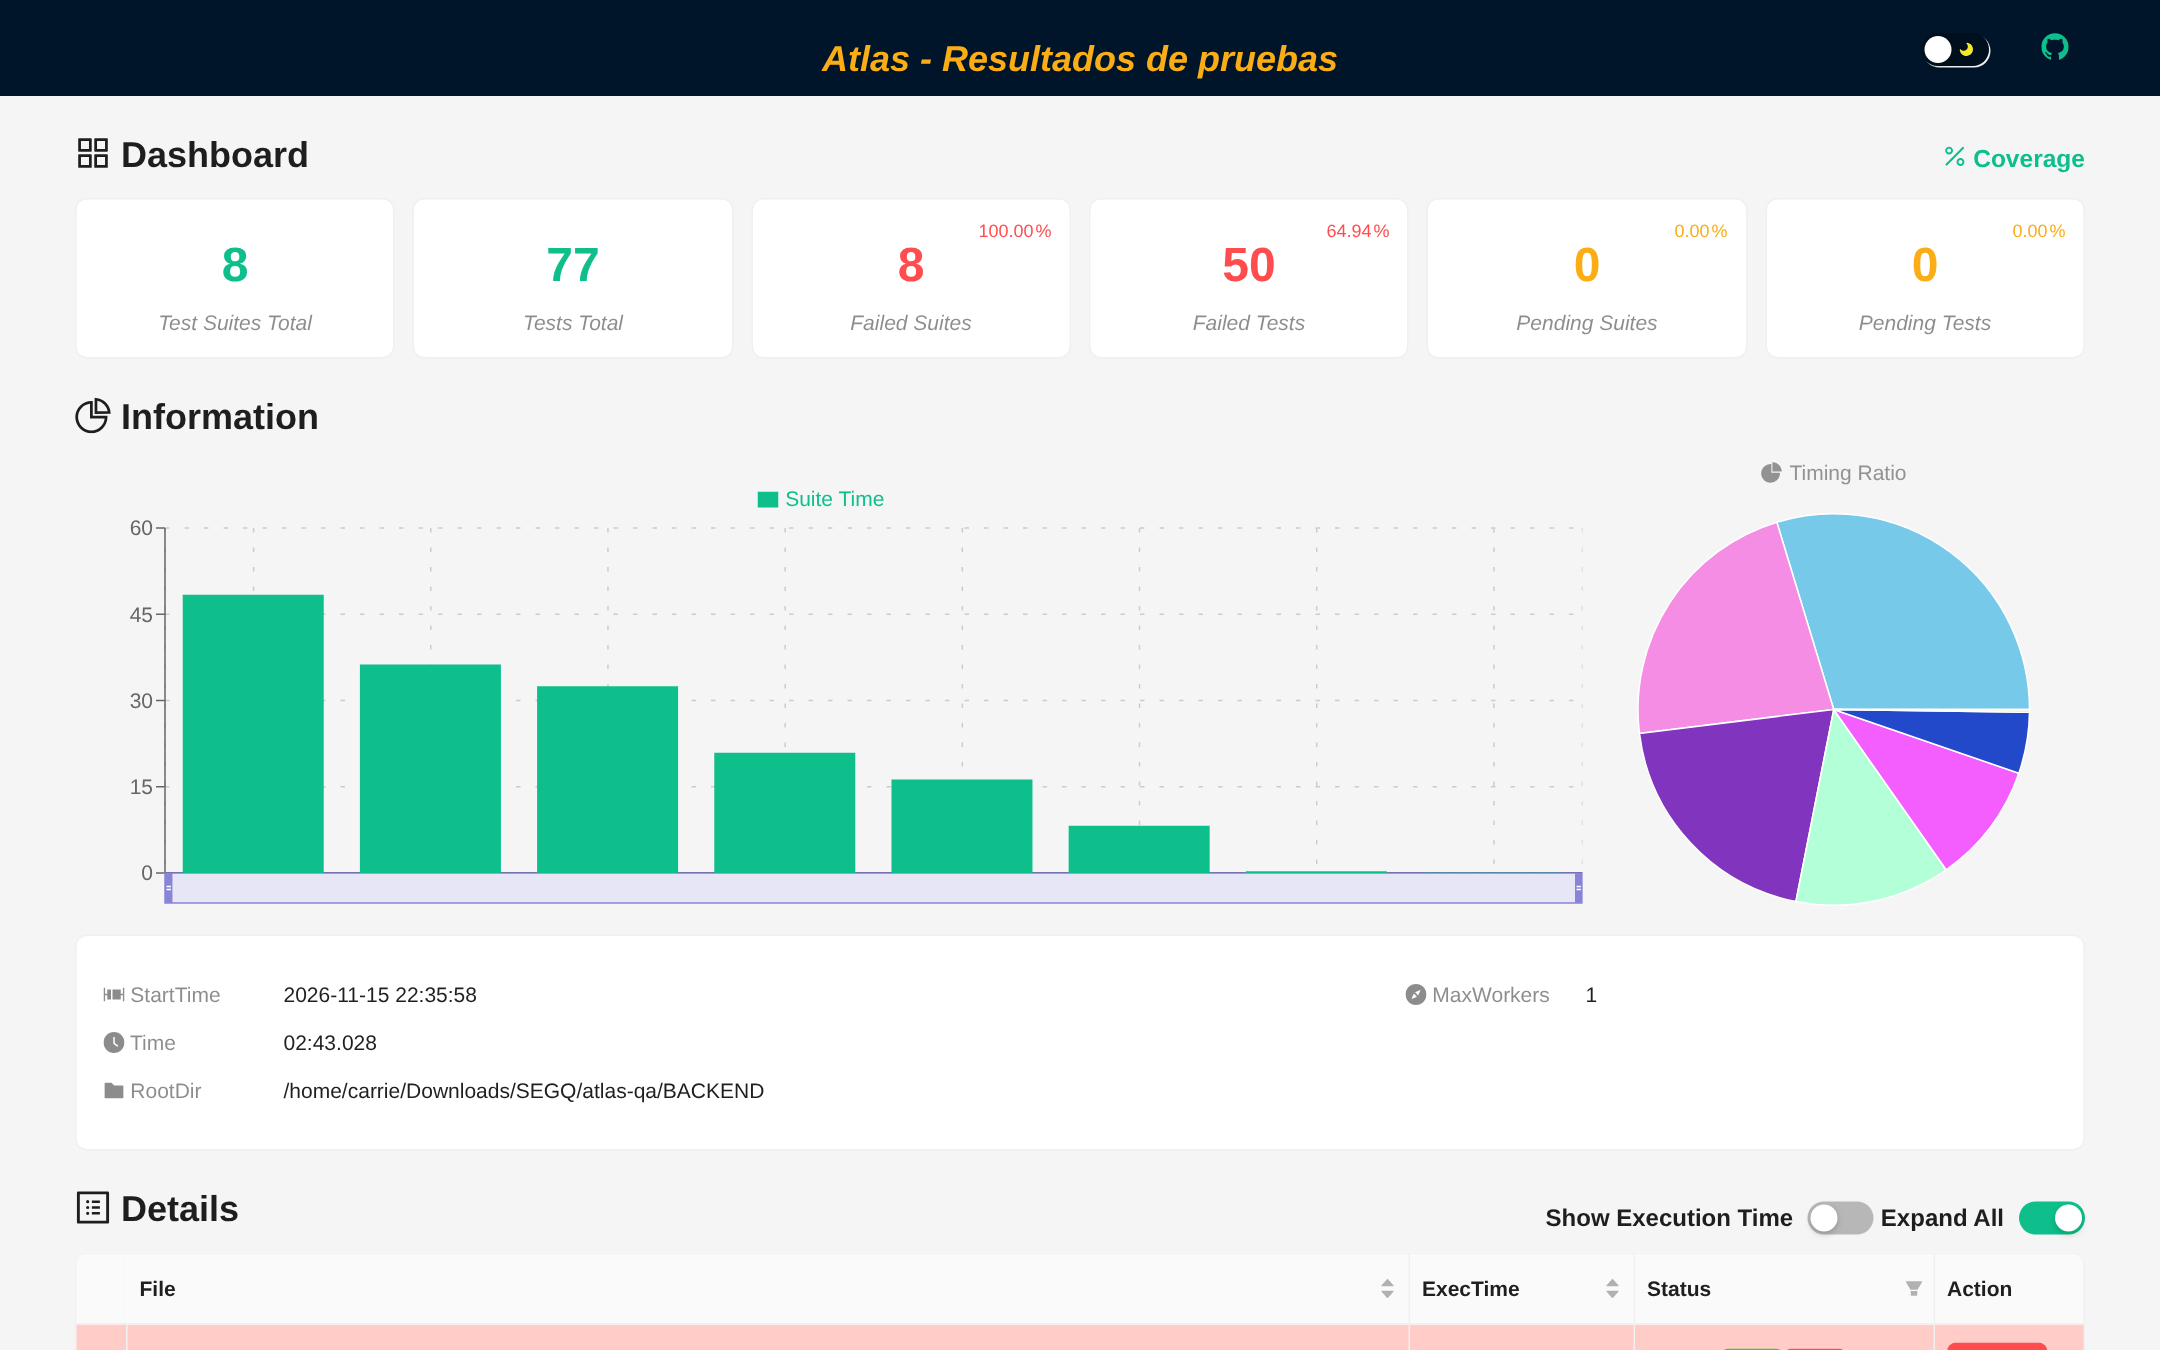 Atlas - Resultados de pruebas
Dashboard
Coverage
100.00%
64.94%
0.00%
0.00%
8
77
8
50
0
0
Test Suites Total
Tests Total
Failed Suites
Failed Tests
Pending Suites
Pending Tests
Information
Timing Ratio
Suite Time
60
45
30
15
0
StartTime 2026-11-15 22:35:58
MaxWorkers 1
Time 02:43.028
RootDir /home/carrie/Downloads/SEGQ/atlas-qa/BACKEND
Details
Show Execution Time
Expand All
File
ExecTime
Status
Action